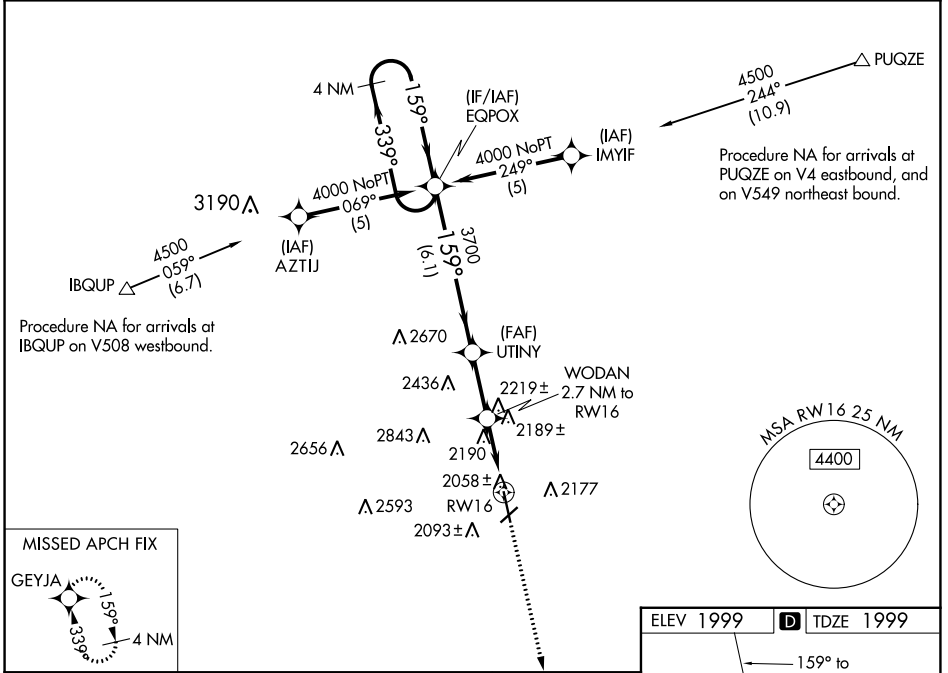 PUQZE
4500
244°
(10.9)
4 NM
159°
339°
(IF/IAF)
EQPOX
(IAF)
IMYIF
4000 NoPT
249°
(5)
Procedure NA for arrivals at
PUQZE on V4 eastbound, and
on V549 northeast bound.
3190
4000 NoPT
069°
(5)
(IAF)
AZTIJ
4500
059°
(6.7)
IBQUP
Procedure NA for arrivals at
IBQUP on V508 westbound.
3700
159°
(6.1)
2670
(FAF)
UTINY
2436
WODAN
2.7 NM to
RW16
2219±
2189±
2843
2190
2656
2058±
RW16
2177
2593
2093±
MSA RW16 25 NM
4400
MISSED APCH FIX
GEYJA
159°
339°
4 NM
ELEV 1999 D TDZE 1999
159° to